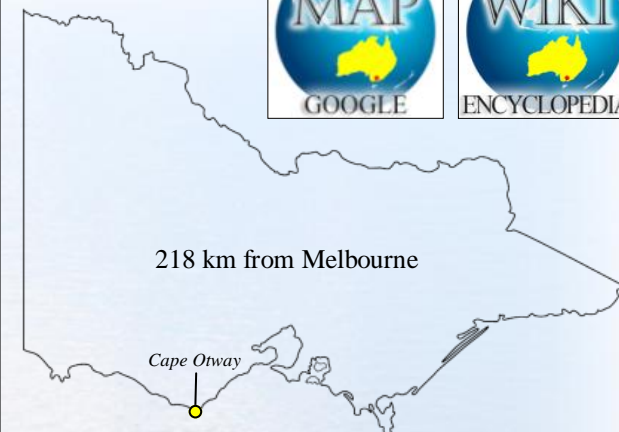 MAP
GOOGLE
WIKI
ENCYCLOPEDIA
218 km from Melbourne
Cape Otway